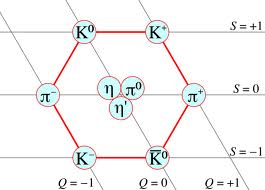 K⁰ K⁺ S = +1
π⁻ η π⁰ π⁺ S = 0
η'
K⁻ K̅⁰ S = −1
Q = −1 Q = 0 Q = +1